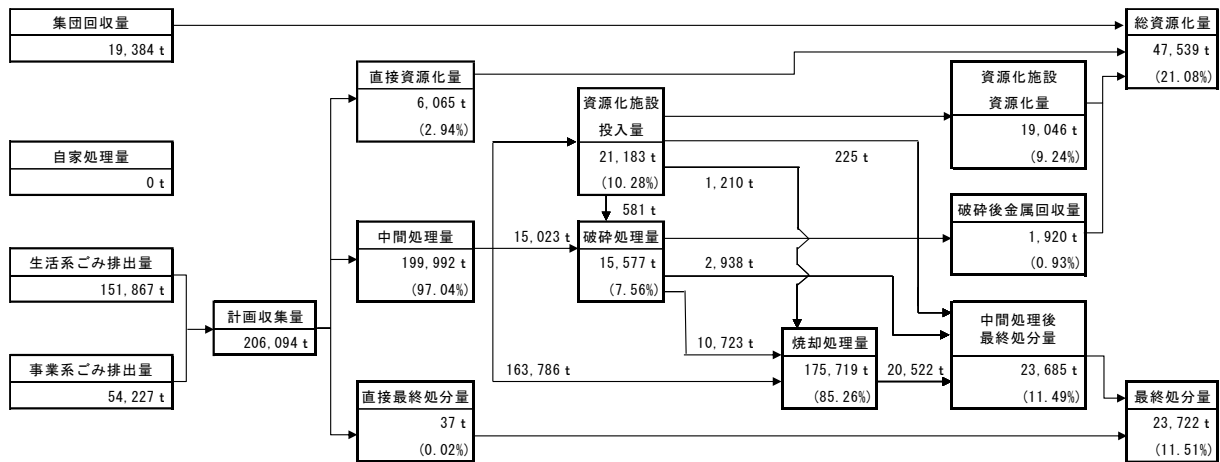 集団回収量
19,384 t
総資源化量
47,539 t
(21.08%)
直接資源化量
6,065 t
(2.94%)
資源化施設
投入量
21,183 t
(10.28%)
資源化施設
資源化量
19,046 t
(9.24%)
自家処理量
0 t
225 t
1,210 t
581 t
中間処理量
199,992 t
(97.04%)
15,023 t
破砕処理量
15,577 t
(7.56%)
破砕後金属回収量
1,920 t
(0.93%)
2,938 t
生活系ごみ排出量
151,867 t
計画収集量
206,094 t
事業系ごみ排出量
54,227 t
10,723 t
163,786 t
焼却処理量
175,719 t
(85.26%)
20,522 t
中間処理後
最終処分量
23,685 t
(11.49%)
直接最終処分量
37 t
(0.02%)
最終処分量
23,722 t
(11.51%)